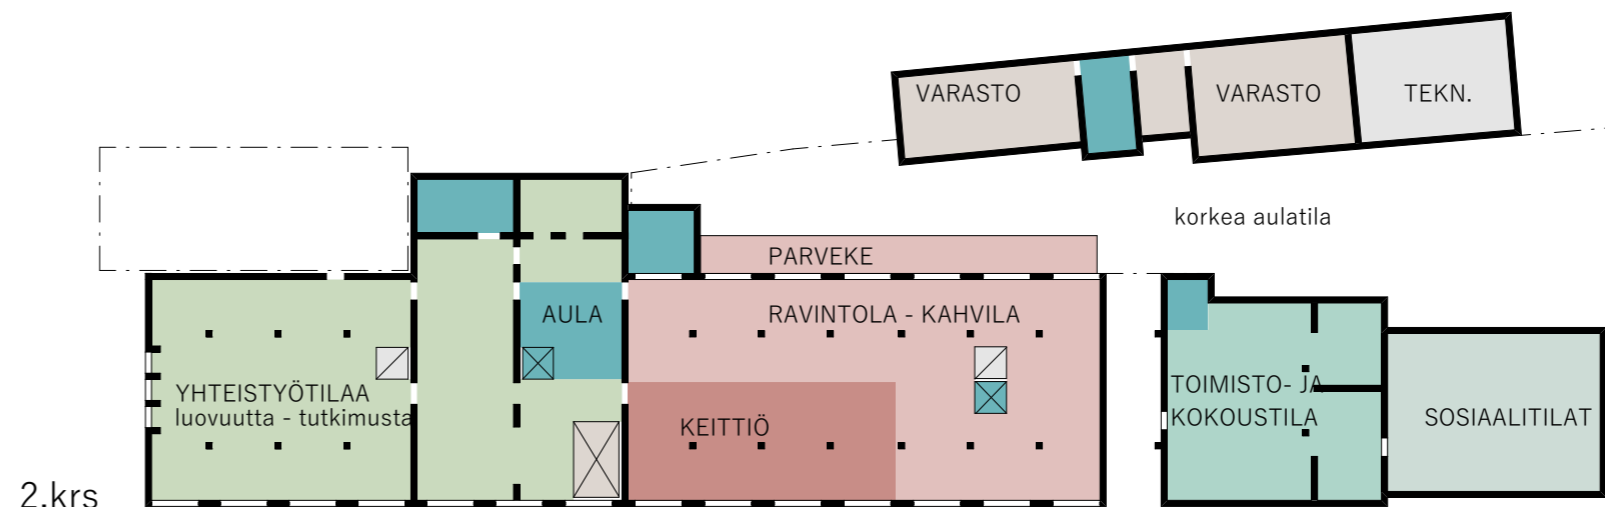 VARASTO
VARASTO
TEKN.
korkea aulatila
PARVEKE
AULA
RAVINTOLA - KAHVILA
YHTEISTYÖTILAA
luovuutta - tutkimusta
KEITTIÖ
TOIMISTO- JA
KOKOUSTILA
SOSIAALITILAT
2.krs